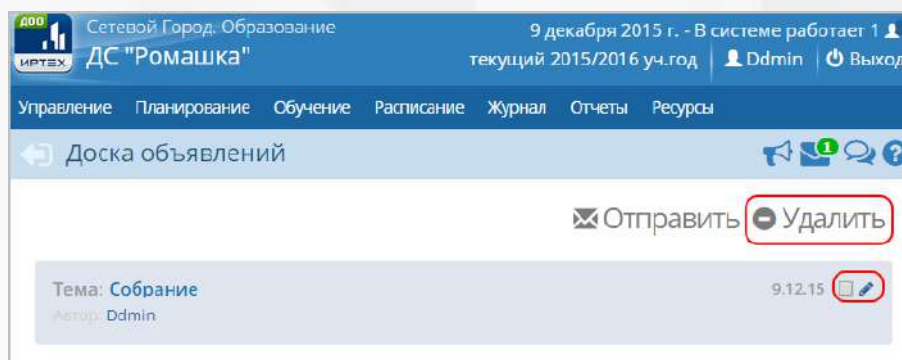 ДОО
ИРТЕХ
Сетевой Город. Образование
ДС "Ромашка"
9 декабря 2015 г. - В системе работает 1
текущий 2015/2016 уч.год Ddmin Выход
Управление Планирование Обучение Расписание Журнал Отчеты Ресурсы
Доска объявлений
1 ?
Отправить Удалить
Тема: Собрание 9.12.15
Автор: Ddmin